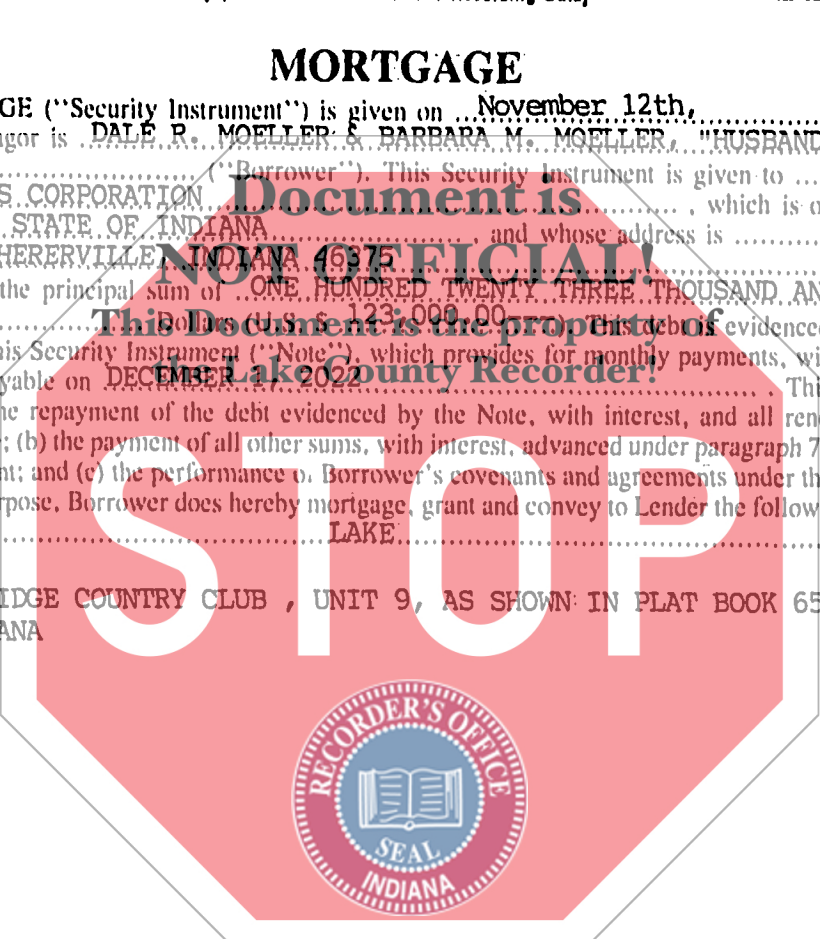 MORTGAGE
GE (“Security Instrument”) is given on ...November 12th,
gor is .DALE R. MOELLER & BARBARA M. MOELLER, "HUSBAND
(“Borrower”). This Security Instrument is given to
S CORPORATION , which is o
STATE OF INDIANA and whose address is
HERERVILLE, INDIANA 46375
the principal sum of ..ONE HUNDRED TWENTY THREE THOUSAND AN
Dollars (U.S. $ 123,000.00 ). This debt is evidenced
is Security Instrument (“Note”), which provides for monthly payments, wi
yable on DECEMBER 2022 Thi
he repayment of the debt evidenced by the Note, with interest, and all ren
; (b) the payment of all other sums, with interest, advanced under paragraph 7
nt; and (c) the performance of Borrower's covenants and agreements under th
rpose, Borrower does hereby mortgage, grant and convey to Lender the follow
LAKE
IDGE COUNTRY CLUB , UNIT 9, AS SHOWN IN PLAT BOOK 65
ANA
Document is
NOT OFFICIAL!
This Document is the property of
the Lake County Recorder!
STOP
RECORDER'S OFFICE
SEAL
INDIANA